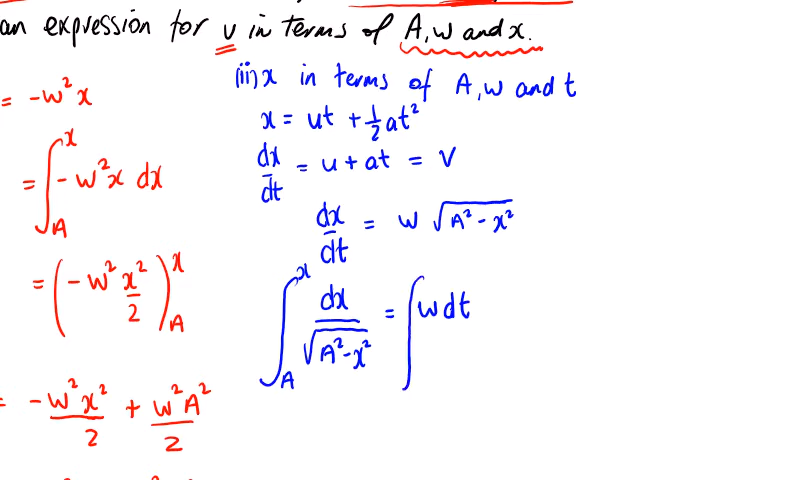 an expression for v in terms of A, w and x.
= -w²x
= ∫_A^x -w²x dx
= (-w² x²/2)_A^x
= -w²x²/2 + w²A²/2
(ii) x in terms of A, w and t
x = ut + ½at²
dx/dt = u + at = v
dx/dt = w √(A² - x²)
∫_A^x dx/√(A² - x²) = ∫ w dt